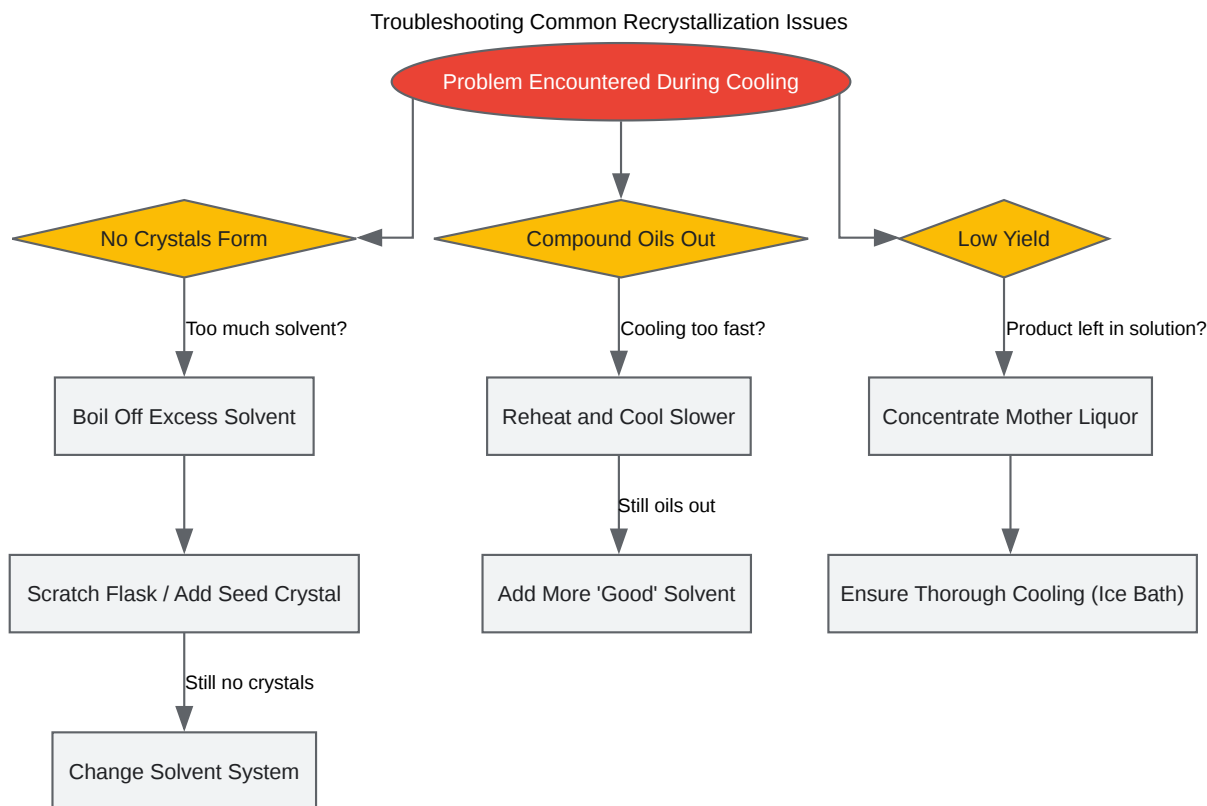 Troubleshooting Common Recrystallization Issues
Problem Encountered During Cooling
No Crystals Form
Compound Oils Out
Low Yield
Too much solvent?
Cooling too fast?
Product left in solution?
Boil Off Excess Solvent
Reheat and Cool Slower
Concentrate Mother Liquor
Still oils out
Scratch Flask / Add Seed Crystal
Add More 'Good' Solvent
Ensure Thorough Cooling (Ice Bath)
Still no crystals
Change Solvent System